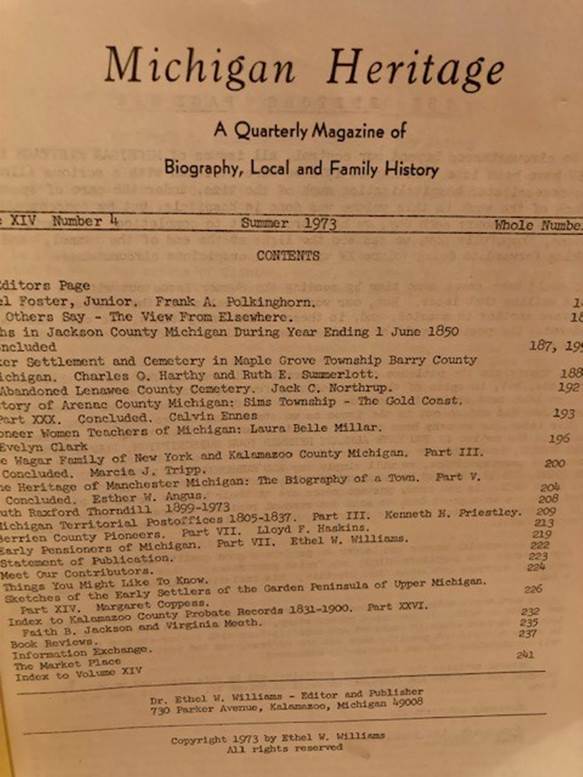 Michigan Heritage
A Quarterly Magazine of
Biography, Local and Family History
XIV Number 4 Summer 1973 Whole Number
CONTENTS
Editors Page
el Foster, Junior. Frank A. Polkinghorn.
Others Say - The View From Elsewhere.
hs in Jackson County Michigan During Year Ending 1 June 1850
ncluded 187, 195
ker Settlement and Cemetery in Maple Grove Township Barry County
ichigan. Charles O. Harthy and Ruth E. Summerlott. 188
Abandoned Lenawee County Cemetery. Jack C. Northrup. 192
tory of Arenac County Michigan: Sims Township - The Gold Coast.
Part XXX. Concluded. Calvin Ennes 193
oneer Women Teachers of Michigan: Laura Belle Millar.
Evelyn Clark 196
e Wagar Family of New York and Kalamazoo County Michigan. Part III.
Concluded. Marcia J. Tripp. 200
he Heritage of Manchester Michigan: The Biography of a Town. Part V.
Concluded. Esther W. Angus. 204
uth Raxford Thorndill 1899-1973 208
Michigan Territorial Postoffices 1805-1837. Part III. Kenneth N. Priestley. 209
Berrien County Pioneers. Part VII. Lloyd F. Haskins. 213
Early Pensioners of Michigan. Part VII. Ethel W. Williams. 219
Statement of Publication. 222
Meet Our Contributors. 223
Things You Might Like To Know. 224
Sketches of the Early Settlers of the Garden Peninsula of Upper Michigan.
Part XIV. Margaret Coppess. 226
Index to Kalamazoo County Probate Records 1831-1900. Part XXVI.
Faith B. Jackson and Virginia Meath. 232
Book Reviews. 235
Information Exchange. 237
The Market Place
Index to Volume XIV 241
Dr. Ethel W. Williams - Editor and Publisher
730 Parker Avenue, Kalamazoo, Michigan 49008
Copyright 1973 by Ethel W. Williams
All rights reserved